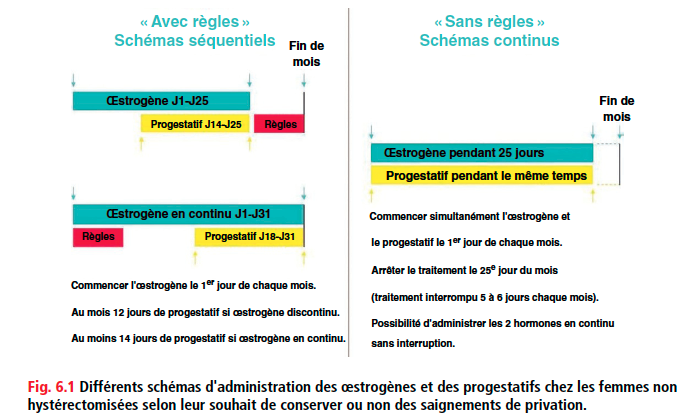 « Avec règles »
Schémas séquentiels
Fin de
mois
Œstrogène J1-J25
Progestatif J14-J25
Règles
Œstrogène en continu J1-J31
Règles
Progestatif J18-J31
Commencer l'œstrogène le 1er jour de chaque mois.
Au mois 12 jours de progestatif si œstrogène discontinu.
Au moins 14 jours de progestatif si œstrogène en continu.
« Sans règles »
Schémas continus
Fin de
mois
Œstrogène pendant 25 jours
Progestatif pendant le même temps
Commencer simultanément l'œstrogène et
le progestatif le 1er jour de chaque mois.
Arrêter le traitement le 25e jour du mois
(traitement interrompu 5 à 6 jours chaque mois).
Possibilité d'administrer les 2 hormones en continu
sans interruption.
Fig. 6.1 Différents schémas d'administration des œstrogènes et des progestatifs chez les femmes non
hystérectomisées selon leur souhait de conserver ou non des saignements de privation.